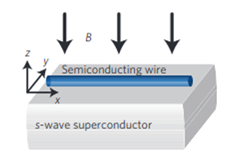 B
z
y
Semiconducting wire
x
s-wave superconductor